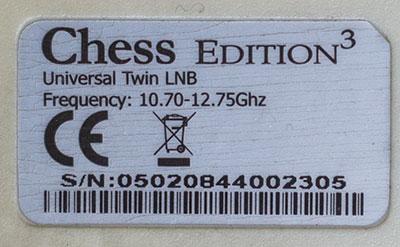 Chess EDITION³
Universal Twin LNB
Frequency: 10.70-12.75Ghz
CE
S/N:05020844002305